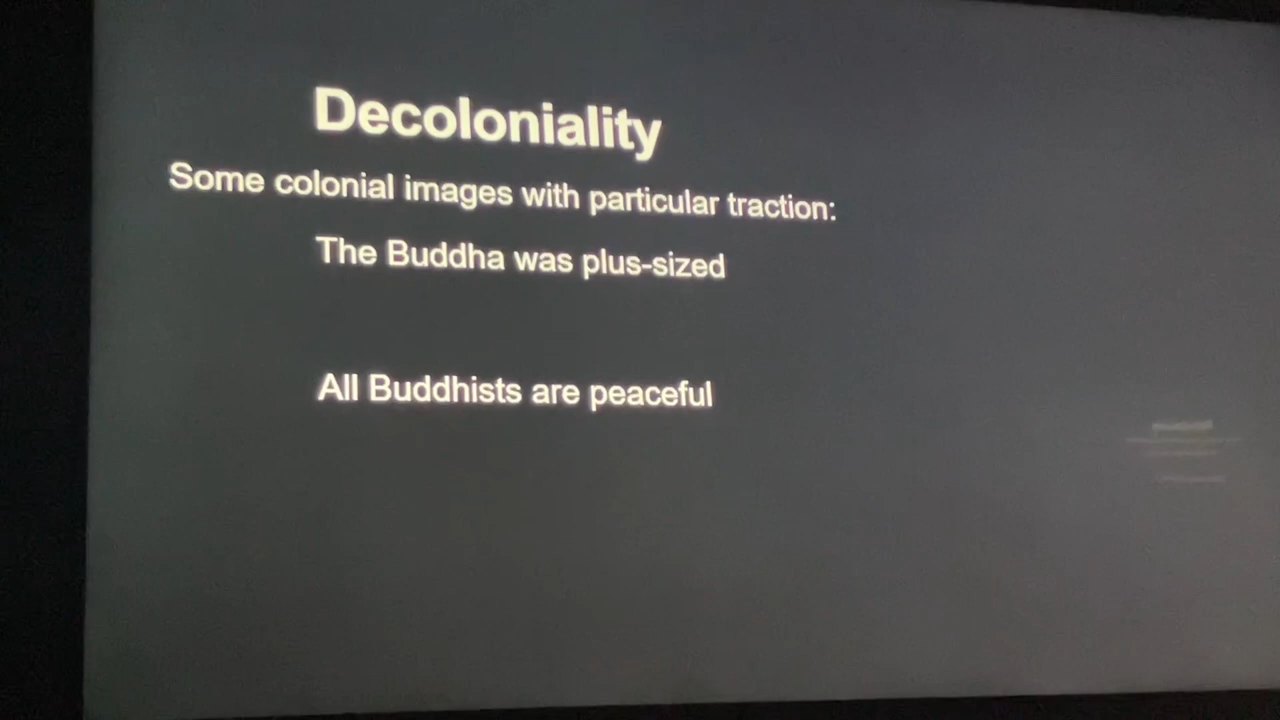 Decoloniality
Some colonial images with particular traction:
The Buddha was plus-sized
All Buddhists are peaceful